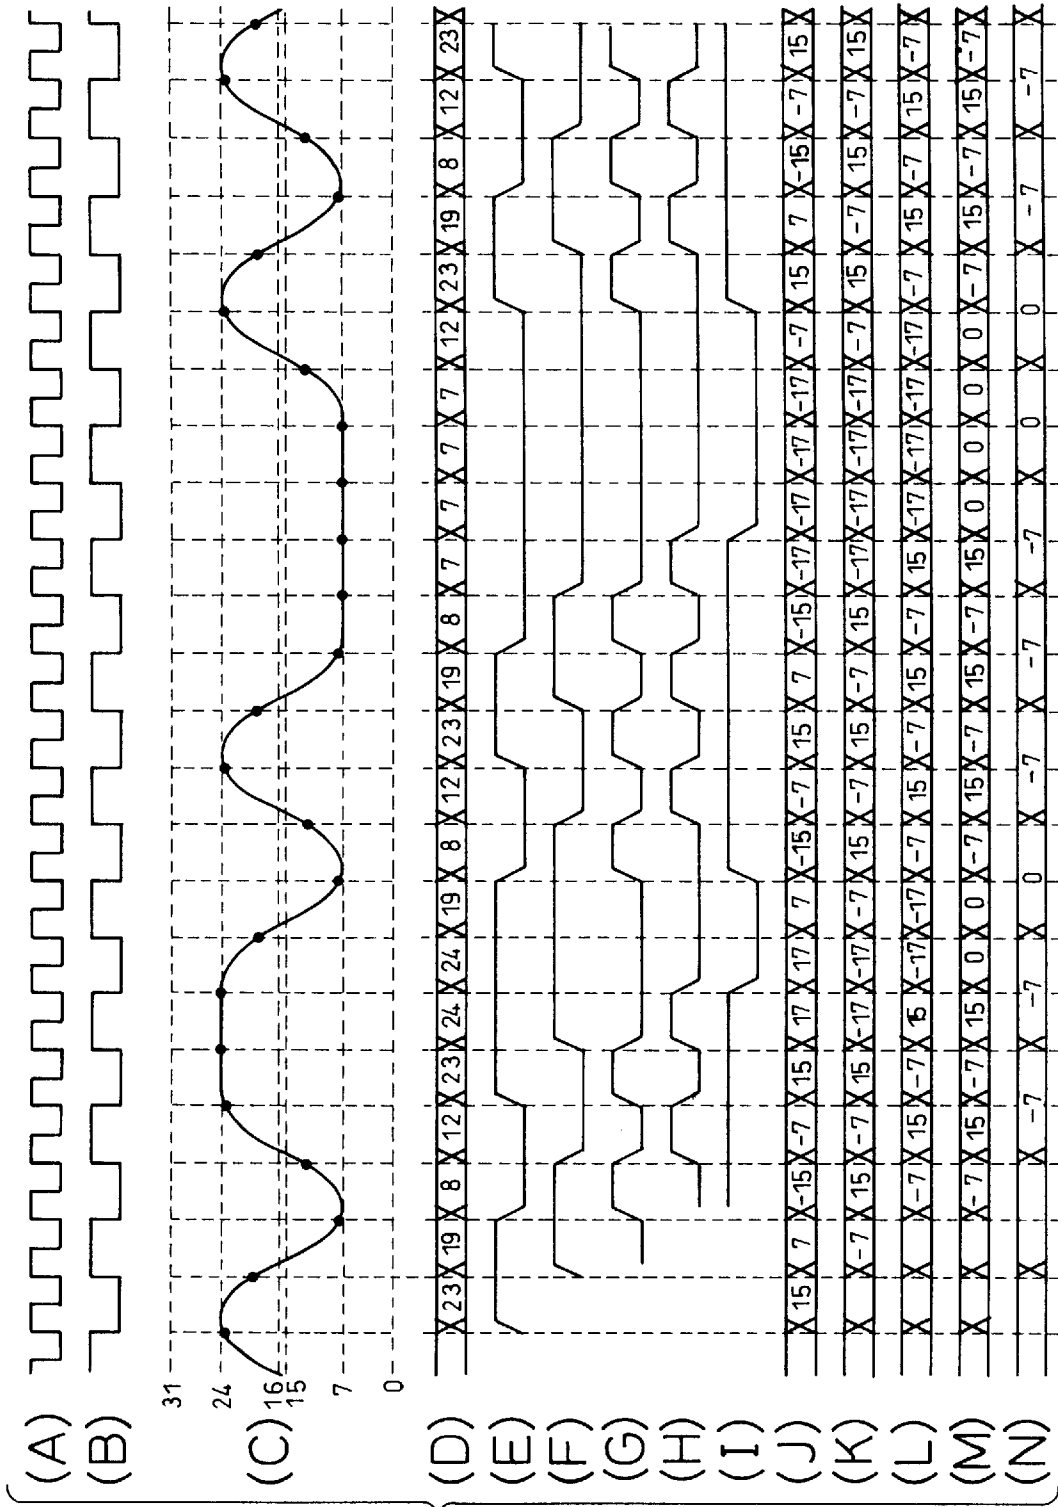 (A)
(B)
31
24
(C) 16
15
7
0
(D) 23 19 8 12 23 24 24 19 8 12 23 19 8 7 7 7 7 12 23 19 8 12 23
(E)
(F)
(G)
(H)
(I)
(J) 15 7 -15 -7 15 17 17 7 -15 -7 15 7 -15 -17 -17 -17 -17 -7 15 7 -15 -7 15
(K) -7 15 -7 15 -17 -17 -7 15 -7 15 -7 15 -17 -17 -17 -17 -7 15 -7 15 -7 15
(L) -7 15 -7 15 -17 -17 -7 15 -7 15 -7 15 -17 -17 -17 -17 -7 15 -7 15 -7
(M) -7 15 -7 15 0 0 -7 15 -7 15 -7 15 0 0 0 0 -7 15 -7 15 -7
(N) -7 -7 0 -7 -7 -7 0 0 -7 -7